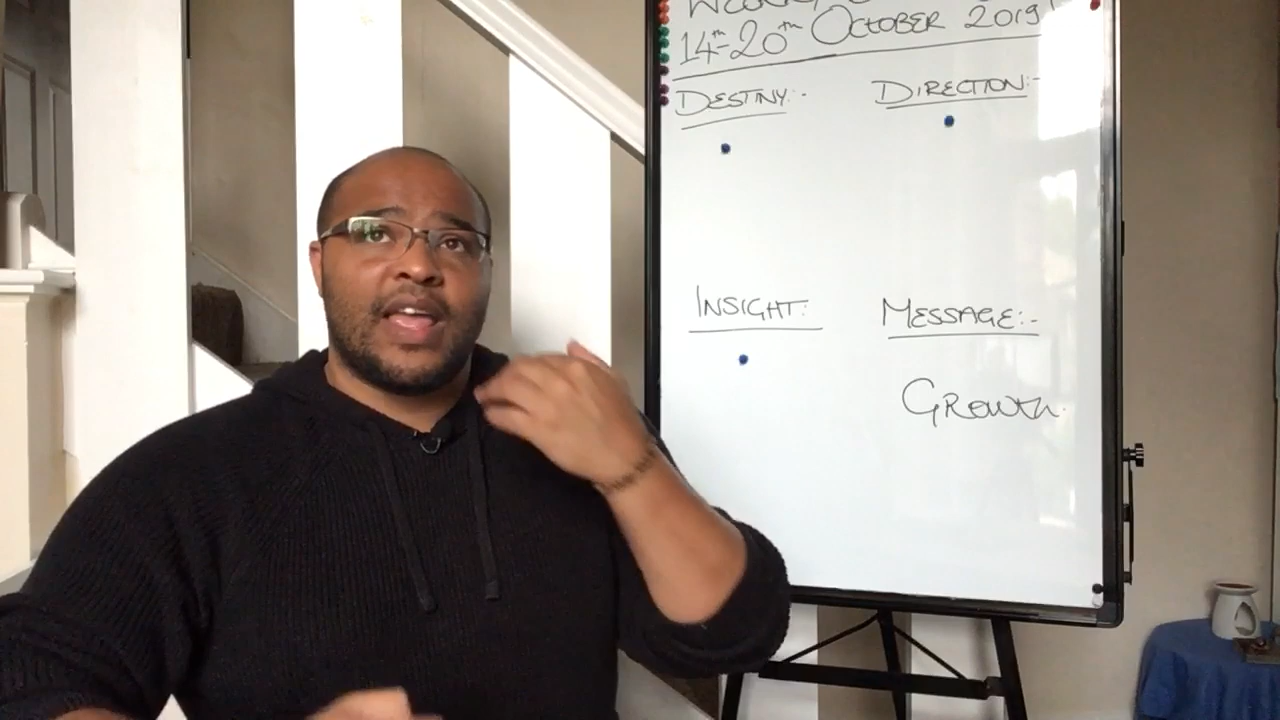 14th-20th October 2019
Destiny:-
Direction:-
Insight:
Message:-
Growth.